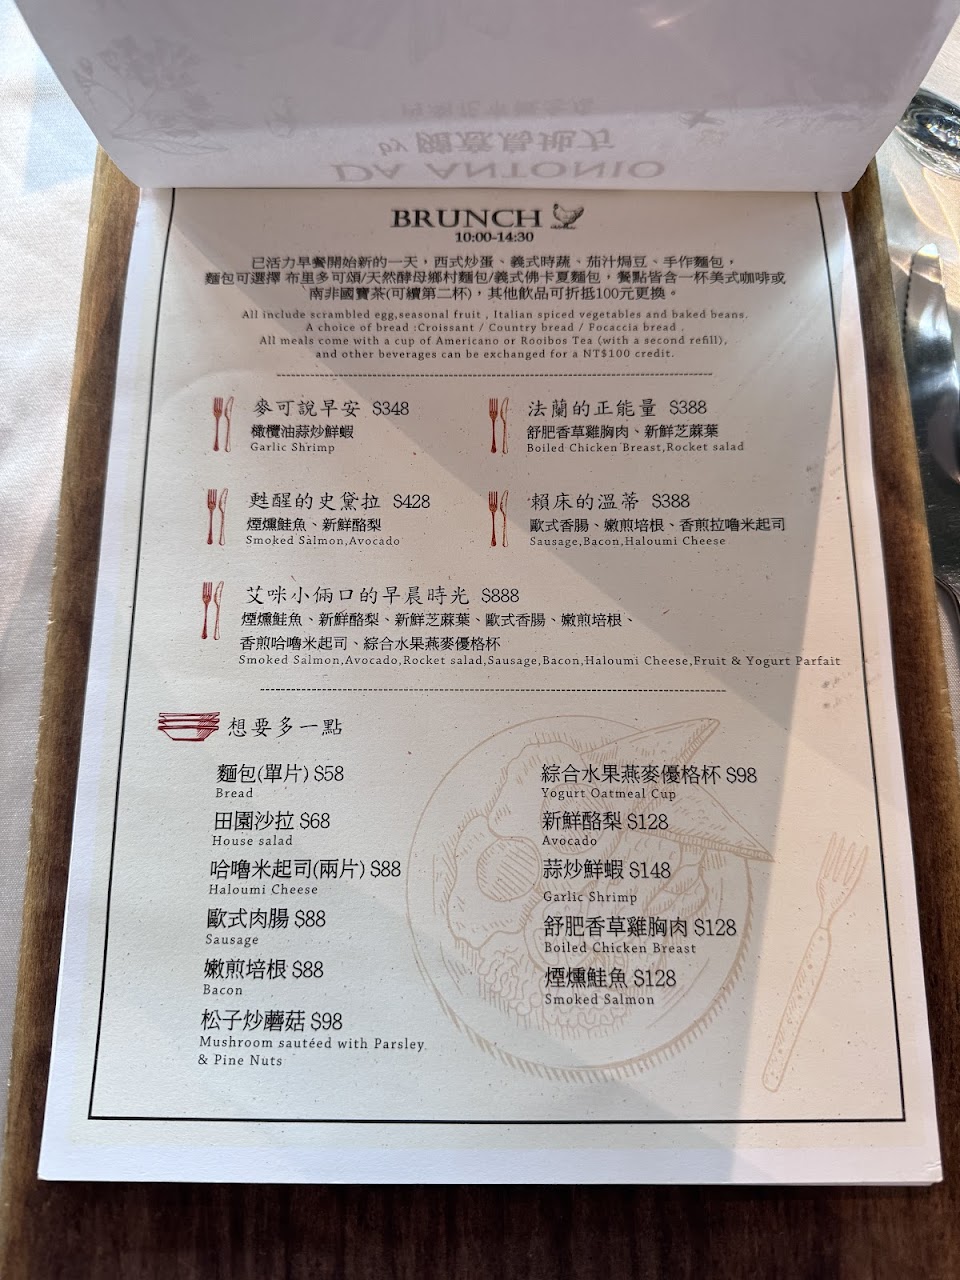 DA ANTONIO
by 隨意鳥地方
BRUNCH
10:00-14:30
已活力早餐開始新的一天，西式炒蛋、義式時蔬、茄汁焗豆、手作麵包，
麵包可選擇 布里多可頌/天然酵母鄉村麵包/義式佛卡夏麵包，餐點皆含一杯美式咖啡或
南非國寶茶(可續第二杯)，其他飲品可折抵100元更換。
All include scrambled egg,seasonal fruit , Italian spiced vegetables and baked beans.
A choice of bread :Croissant / Country bread / Focaccia bread .
All meals come with a cup of Americano or Rooibos Tea (with a second refill),
and other beverages can be exchanged for a NT$100 credit.
麥可說早安 $348
橄欖油蒜炒鮮蝦
Garlic Shrimp
法蘭的正能量 $388
舒肥香草雞胸肉、新鮮芝蔴葉
Boiled Chicken Breast,Rocket salad
甦醒的史黛拉 $428
煙燻鮭魚、新鮮酪梨
Smoked Salmon,Avocado
賴床的溫蒂 $388
歐式香腸、嫩煎培根、香煎拉嚕米起司
Sausage,Bacon,Haloumi Cheese
艾咪小倆口的早晨時光 $888
煙燻鮭魚、新鮮酪梨、新鮮芝蔴葉、歐式香腸、嫩煎培根、
香煎哈嚕米起司、綜合水果燕麥優格杯
Smoked Salmon,Avocado,Rocket salad,Sausage,Bacon,Haloumi Cheese,Fruit & Yogurt Parfait
想要多一點
麵包(單片) $58
Bread
田園沙拉 $68
House salad
哈嚕米起司(兩片) $88
Haloumi Cheese
歐式肉腸 $88
Sausage
嫩煎培根 $88
Bacon
松子炒蘑菇 $98
Mushroom sautéed with Parsley
& Pine Nuts
綜合水果燕麥優格杯 $98
Yogurt Oatmeal Cup
新鮮酪梨 $128
Avocado
蒜炒鮮蝦 $148
Garlic Shrimp
舒肥香草雞胸肉 $128
Boiled Chicken Breast
煙燻鮭魚 $128
Smoked Salmon